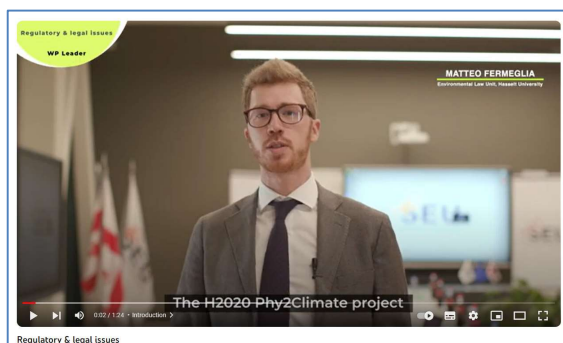 Regulatory & legal issues
WP Leader
MATTEO FERMEGLIA
Environmental Law Unit, Hasselt University
SEU
SEU
The H2020 Phy2Climate project
0:02 / 1:24 • Introduction >
Regulatory & legal issues